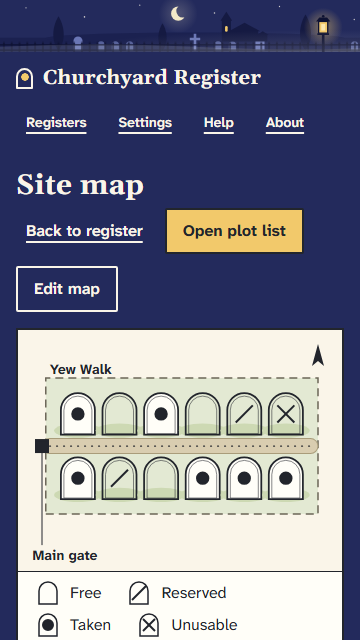 Churchyard Register
Registers Settings Help About
Site map
Back to register Open plot list
Edit map
Yew Walk
Main gate
Free Reserved
Taken Unusable